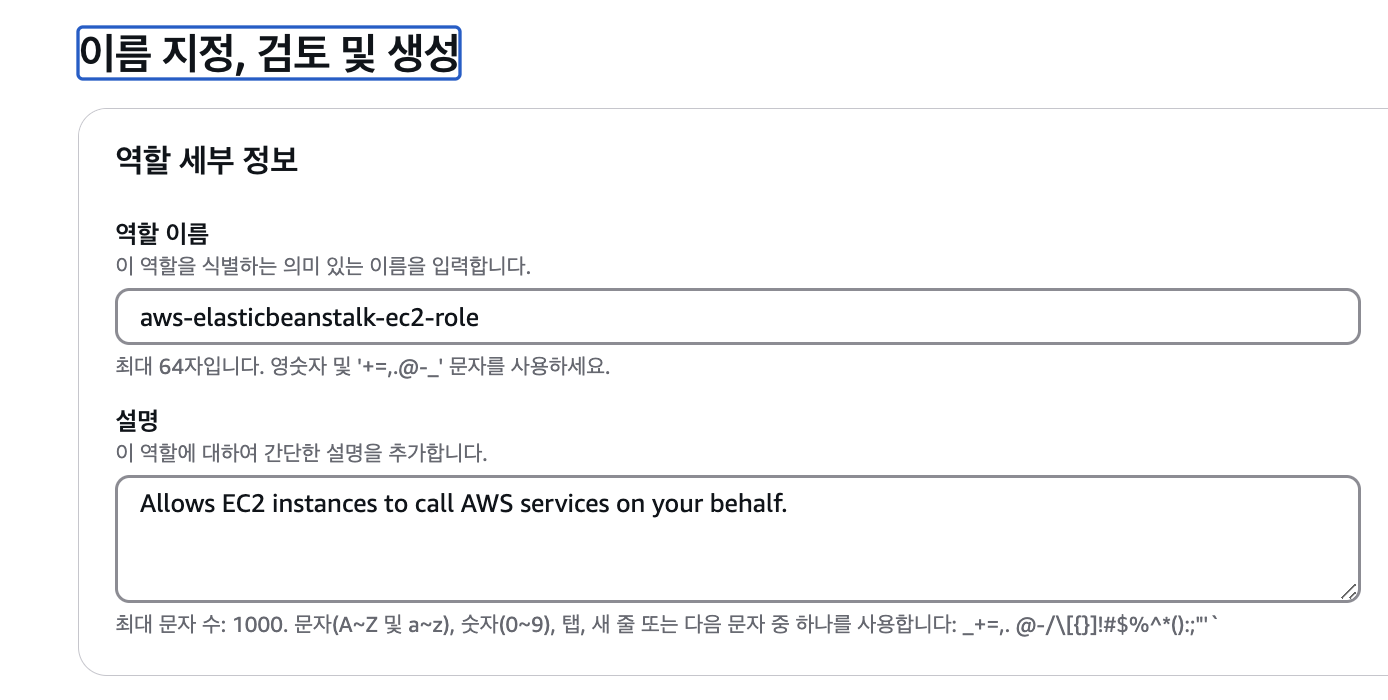 이름 지정, 검토 및 생성
역할 세부 정보
역할 이름
이 역할을 식별하는 의미 있는 이름을 입력합니다.
aws-elasticbeanstalk-ec2-role
최대 64자입니다. 영숫자 및 '+=,.@-_' 문자를 사용하세요.
설명
이 역할에 대하여 간단한 설명을 추가합니다.
Allows EC2 instances to call AWS services on your behalf.
최대 문자 수: 1000. 문자(A~Z 및 a~z), 숫자(0~9), 탭, 새 줄 또는 다음 문자 중 하나를 사용합니다: _+=,. @-/\[{}]!#$%^*();:;"'`